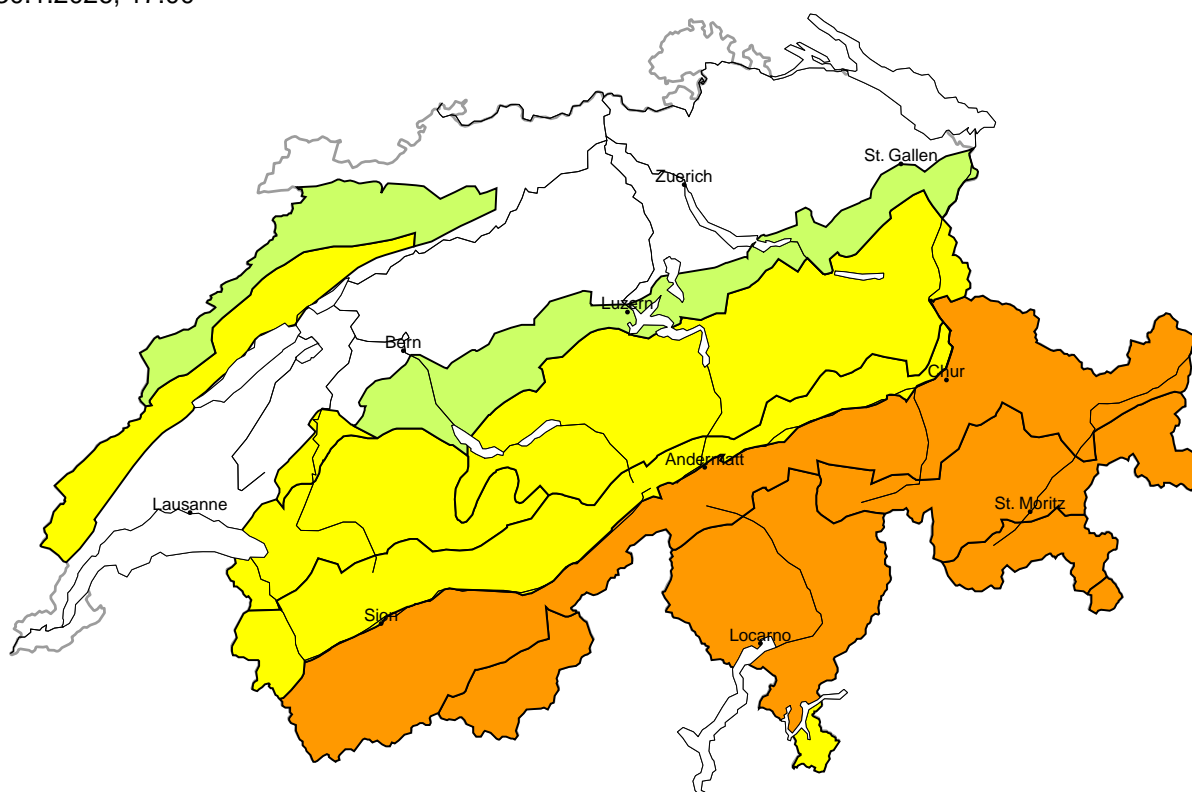 St. Gallen
Zuerich
Luzern
Bern
Chur
Andermatt
Lausanne
St. Moritz
Sion
Locarno